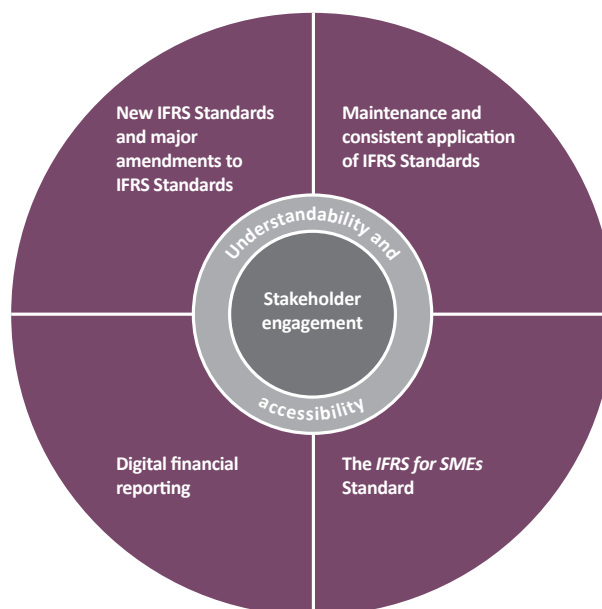 New IFRS Standards
and major
amendments to
IFRS Standards
Maintenance and
consistent application
of IFRS Standards
Understandability and
Stakeholder
engagement
accessibility
Digital financial
reporting
The IFRS for SMEs
Standard